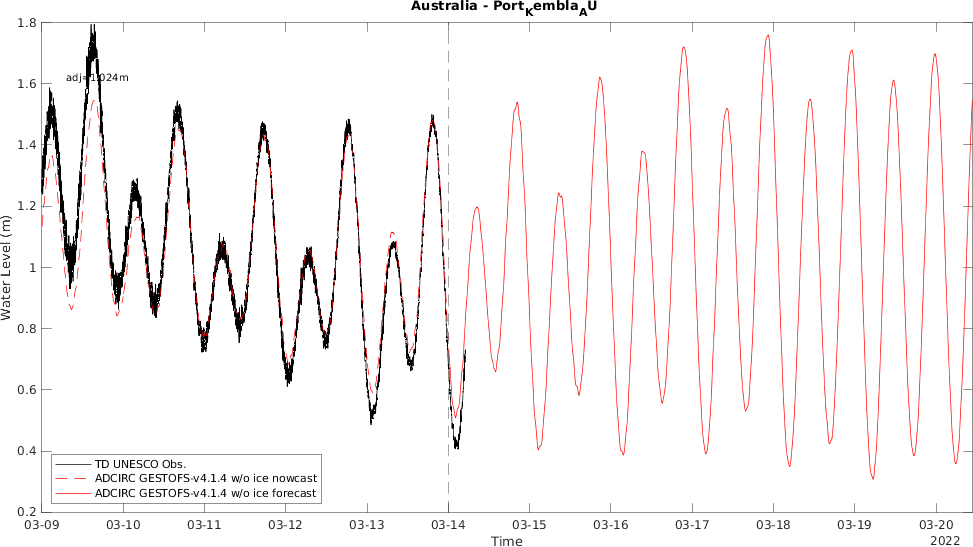 Australia - PortKemblaAU
1.8
1.6
1.4
1.2
1
0.8
0.6
0.4
0.2
Water Level (m)
adj=1.024m
TD UNESCO Obs.
ADCIRC GESTOFS-v4.1.4 w/o ice nowcast
ADCIRC GESTOFS-v4.1.4 w/o ice forecast
03-09 03-10 03-11 03-12 03-13 03-14 03-15 03-16 03-17 03-18 03-19 03-20
Time
2022